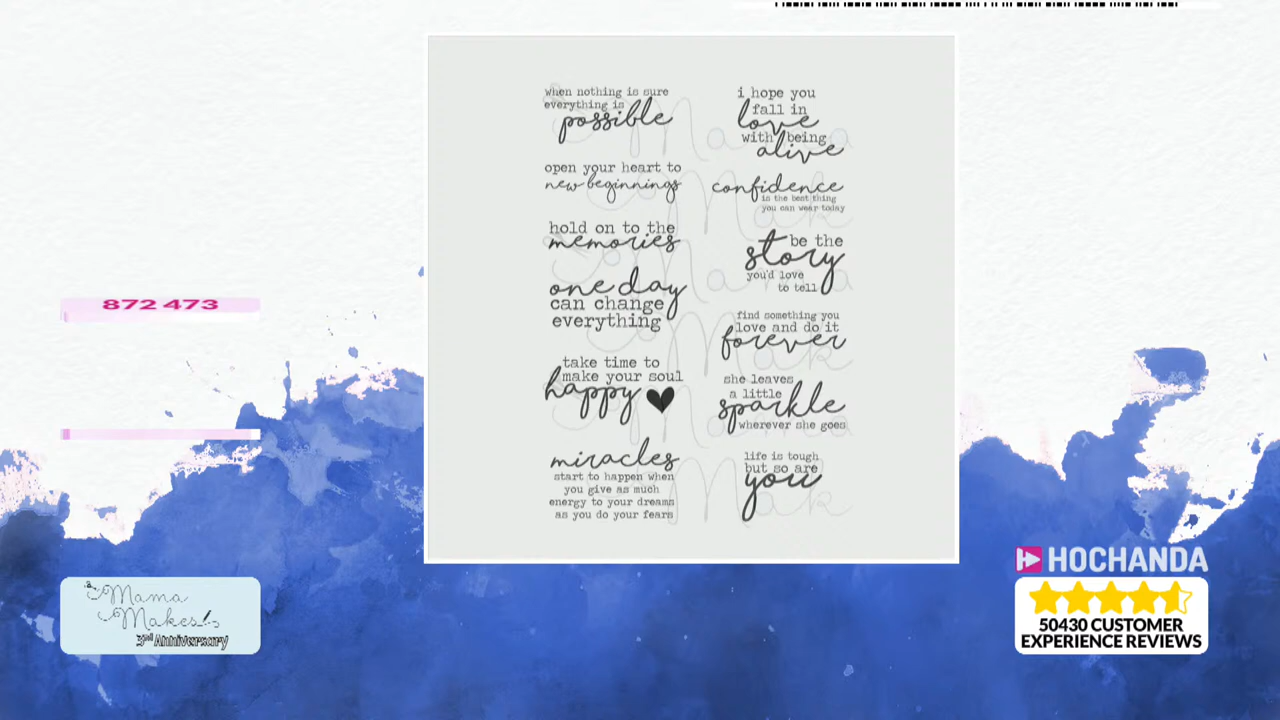 when nothing is sure
everything is
possible
open your heart to
new beginnings
hold on to the
memories
one day
can change
everything
take time to
make your soul
happy
miracles
start to happen when
you give as much
energy to your dreams
as you do your fears
i hope you
fall in
love
with being
alive
confidence
is the best thing
you can wear today
be the
story
you'd love
to tell
find something you
love and do it
forever
she leaves
a little
sparkle
wherever she goes
life is tough
but so are
you
872 473
Mama
Makes
3rd Anniversary
HOCHANDA
50430 CUSTOMER
EXPERIENCE REVIEWS